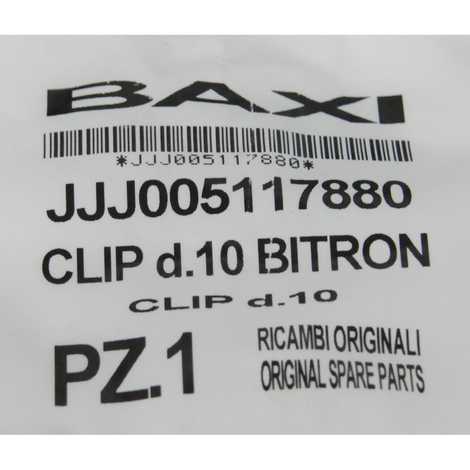 BAXI
*JJJ005117880*
JJJ005117880
CLIP d.10 BITRON
CLIP d.10
PZ.1
RICAMBI ORIGINALI
ORIGINAL SPARE PARTS